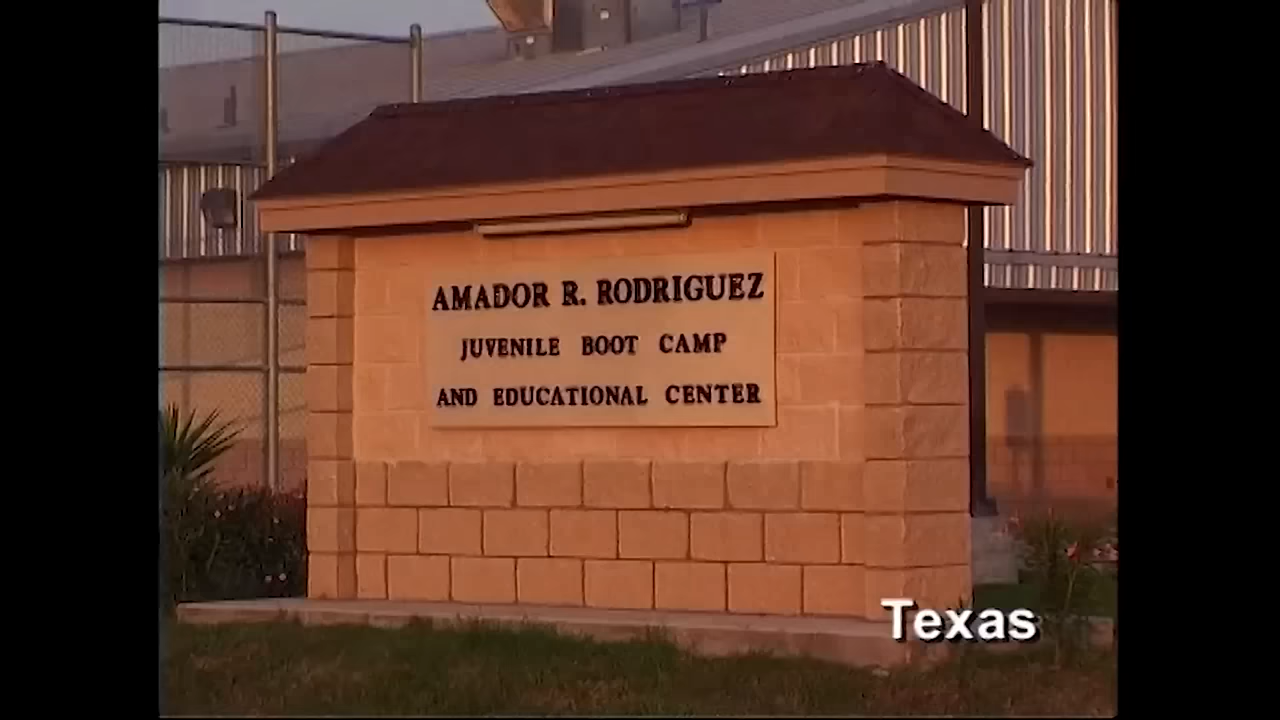 AMADOR R. RODRIGUEZ
JUVENILE BOOT CAMP
AND EDUCATIONAL CENTER
Texas